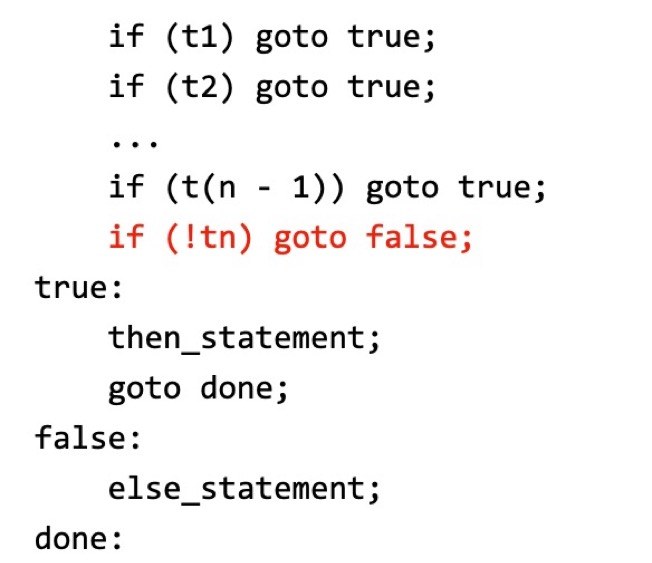 if (t1) goto true;
if (t2) goto true;
...
if (t(n - 1)) goto true;
if (!tn) goto false;
true:
then_statement;
goto done;
false:
else_statement;
done: